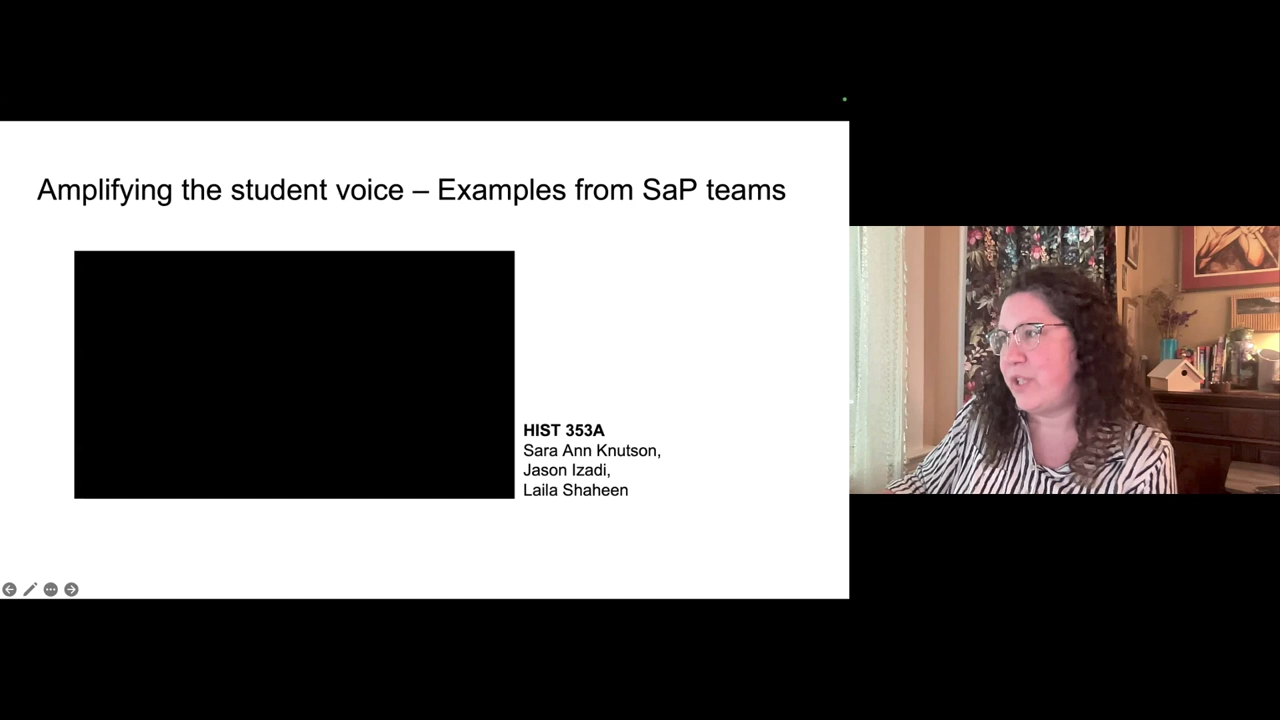 Amplifying the student voice – Examples from SaP teams
HIST 353A
Sara Ann Knutson,
Jason Izadi,
Laila Shaheen